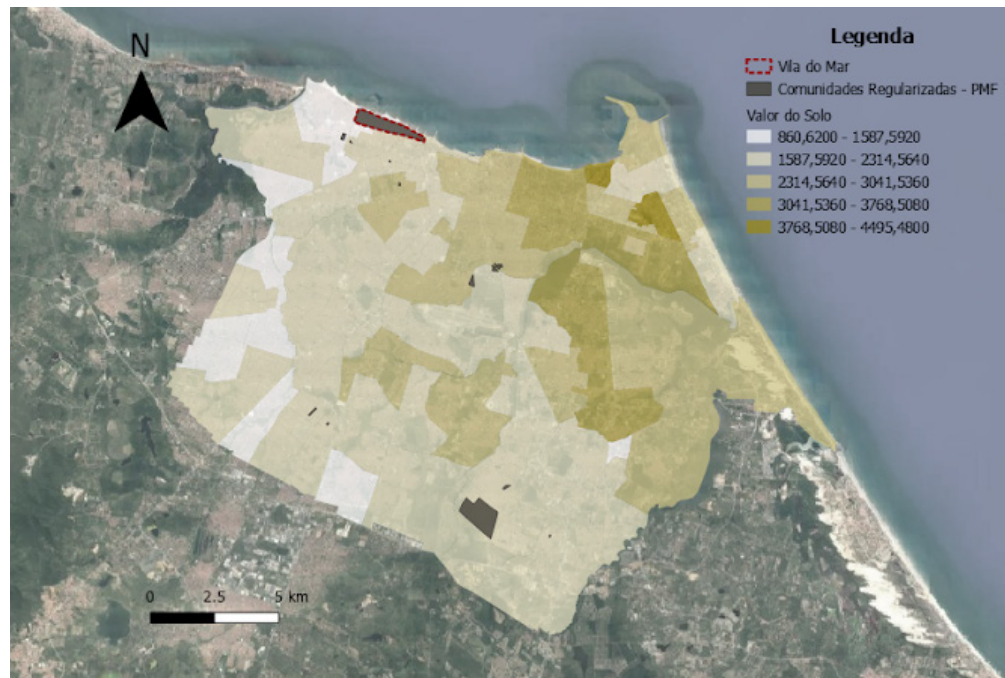 N
Legenda
Vila do Mar
Comunidades Regularizadas - PMF
Valor do Solo
860,6200 - 1587,5920
1587,5920 - 2314,5640
2314,5640 - 3041,5360
3041,5360 - 3768,5080
3768,5080 - 4495,4800
0 2.5 5 km